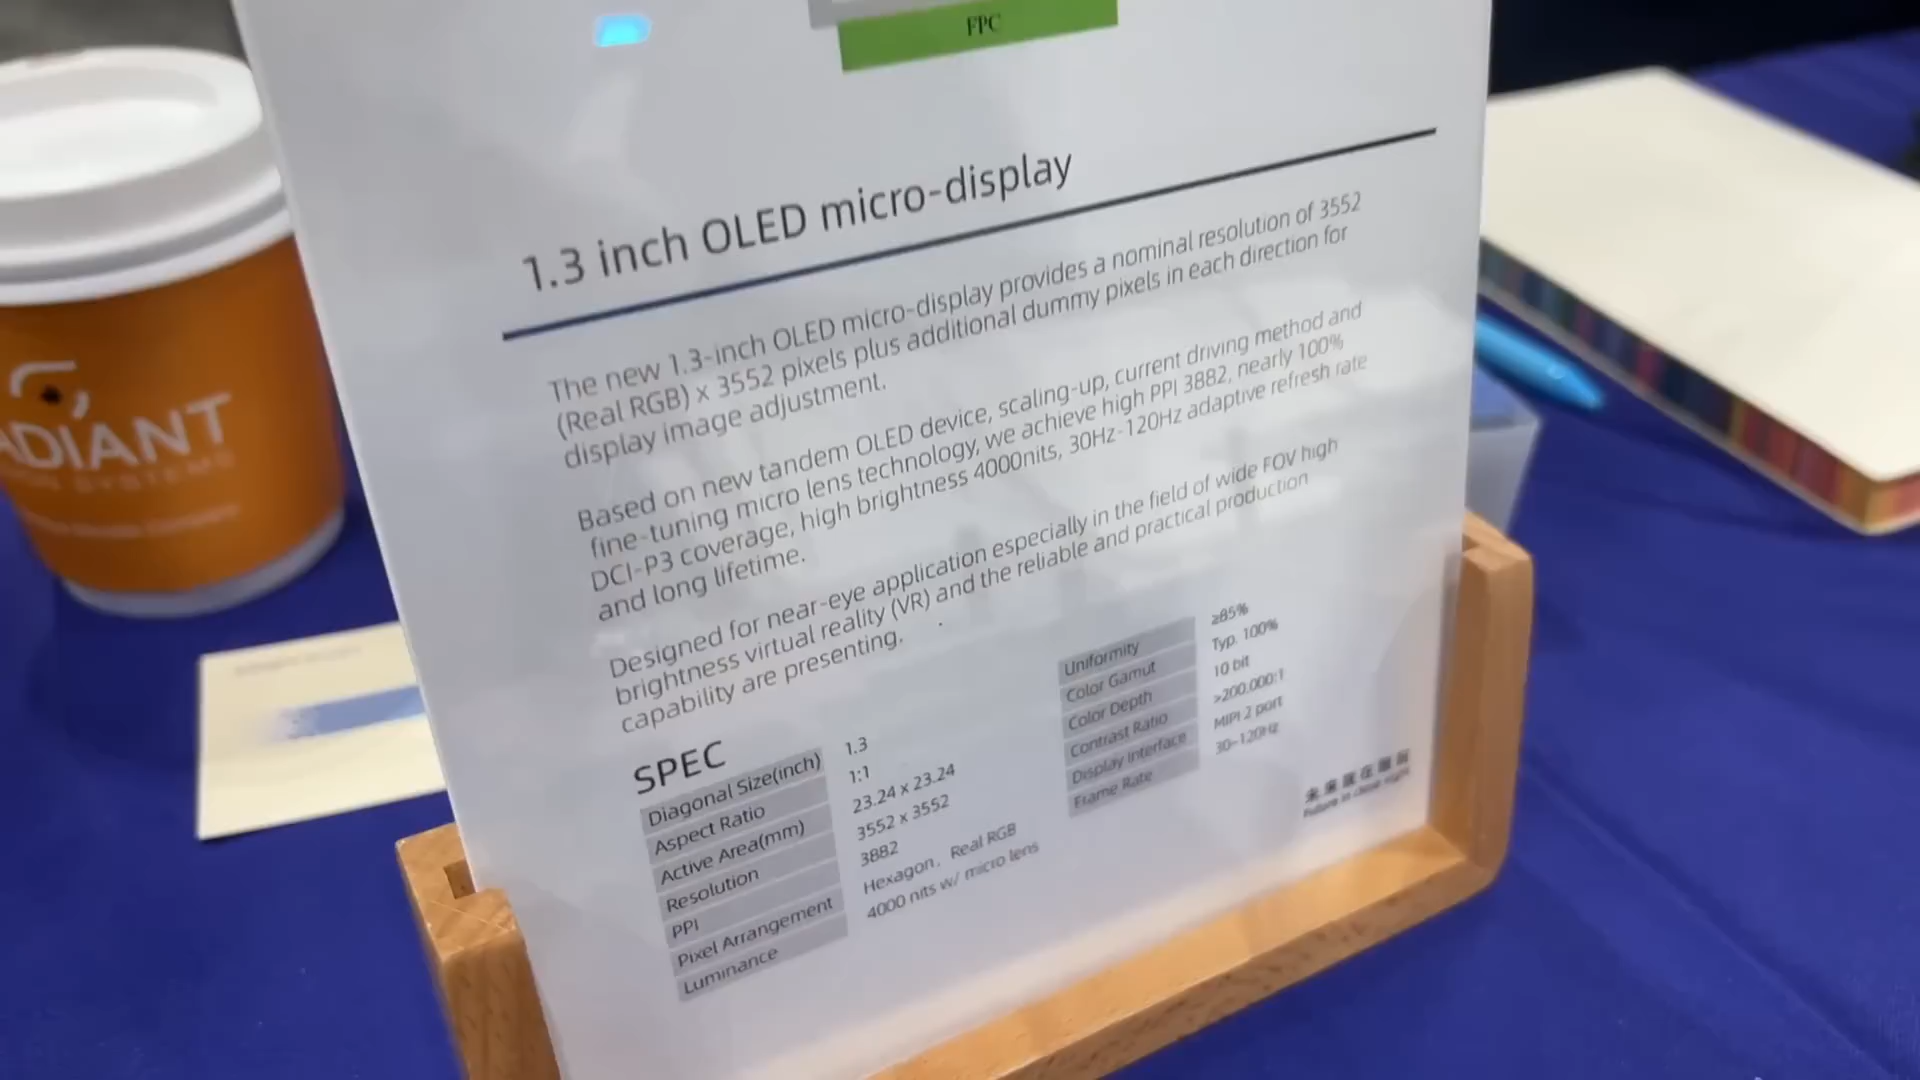 FPC
1.3 inch OLED micro-display
The new 1.3-inch OLED micro-display provides a nominal resolution of 3552
(Real RGB) x 3552 pixels plus additional dummy pixels in each direction for
display image adjustment.
Based on new tandem OLED device, scaling-up, current driving method and
fine-tuning micro lens technology, we achieve high PPI 3882, nearly 100%
DCI-P3 coverage, high brightness 4000nits, 30Hz-120Hz adaptive refresh rate
and long lifetime.
Designed for near-eye application especially in the field of wide FOV high
brightness virtual reality (VR) and the reliable and practical production
capability are presenting.
SPEC
Diagonal Size(inch) 1.3
Aspect Ratio 1:1
Active Area(mm) 23.24 x 23.24
Resolution 3552 x 3552
PPI 3882
Pixel Arrangement Hexagon, Real RGB
Luminance 4000 nits w/ micro lens
Uniformity ≥85%
Color Gamut Typ. 100%
Color Depth 10 bit
Contrast Ratio >200,000:1
Display Interface MIPI 2 port
Frame Rate 30~120Hz
ADIANT